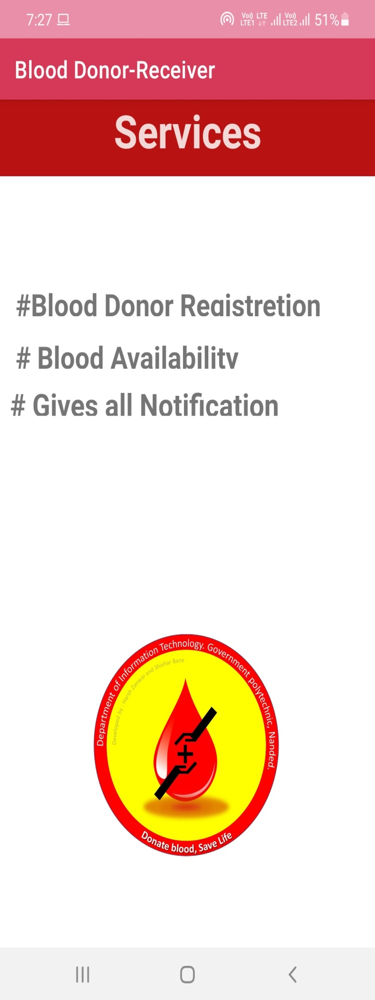 7:27
Vo) LTE Vo)
LTE1 LTE2 51%
Blood Donor-Receiver
Services
#Blood Donor Registretion
# Blood Availability
# Gives all Notification
Department of Information Technology. Government polytechnic, Nanded.
Developed by : Harsh Zanwar and Shivhar Bane
Donate blood, Save Life